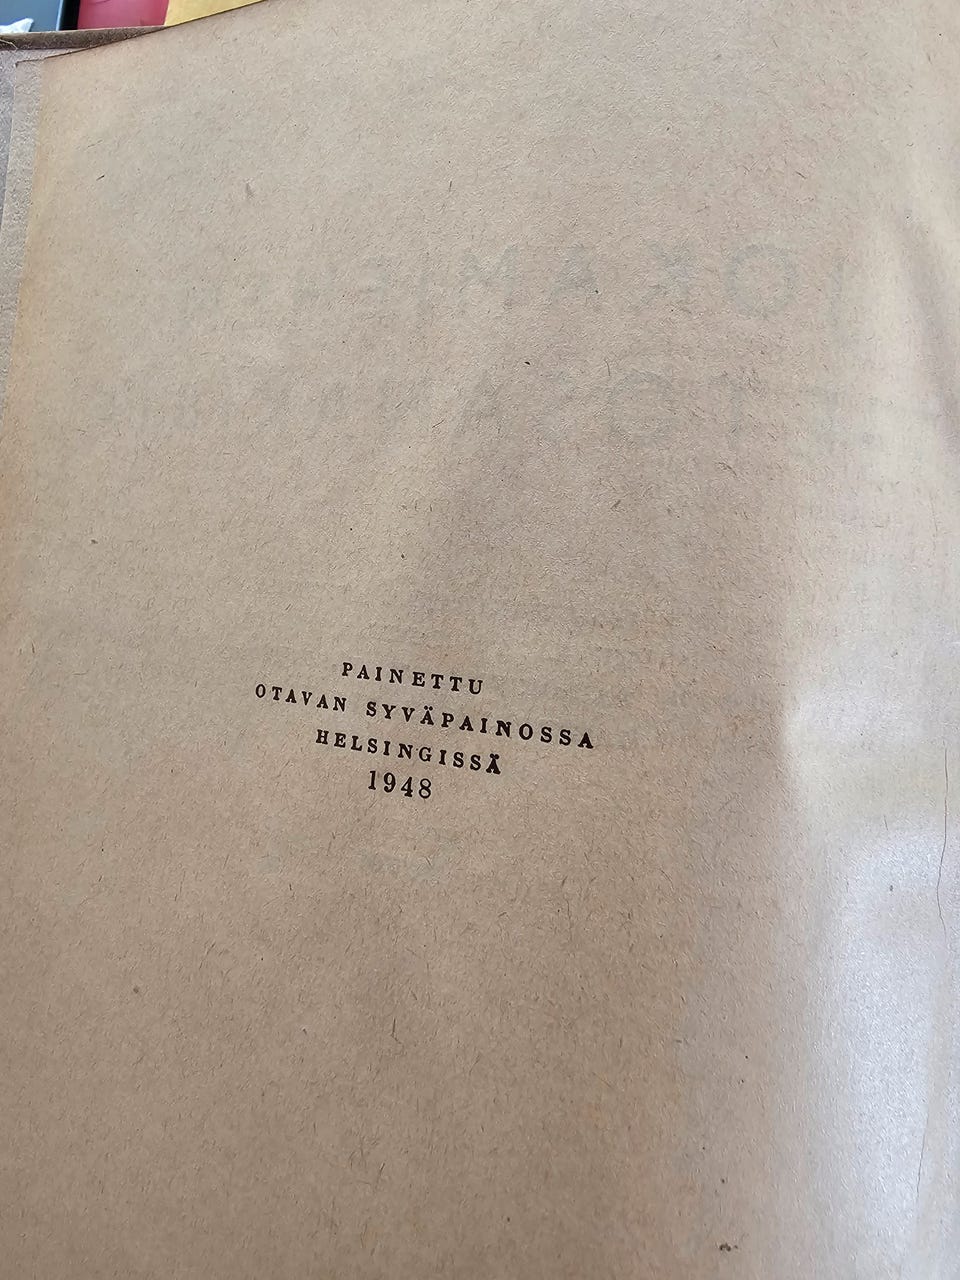 PAINETTU
OTAVAN SYVÄPAINOSSA
HELSINGISSÄ
1948